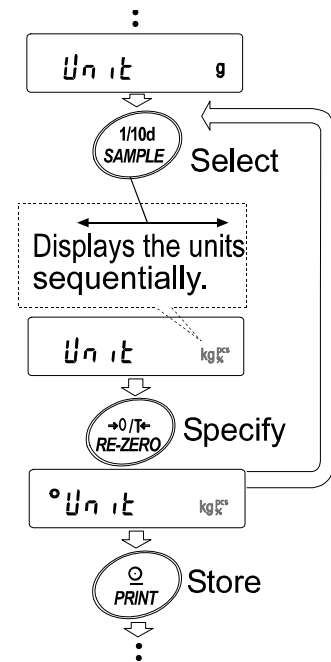 Unit g
1/10d
SAMPLE
Select
Displays the units
sequentially.
Unit kg pcs %
→0/T←
RE-ZERO
Specify
°Unit kg pcs %
PRINT
Store